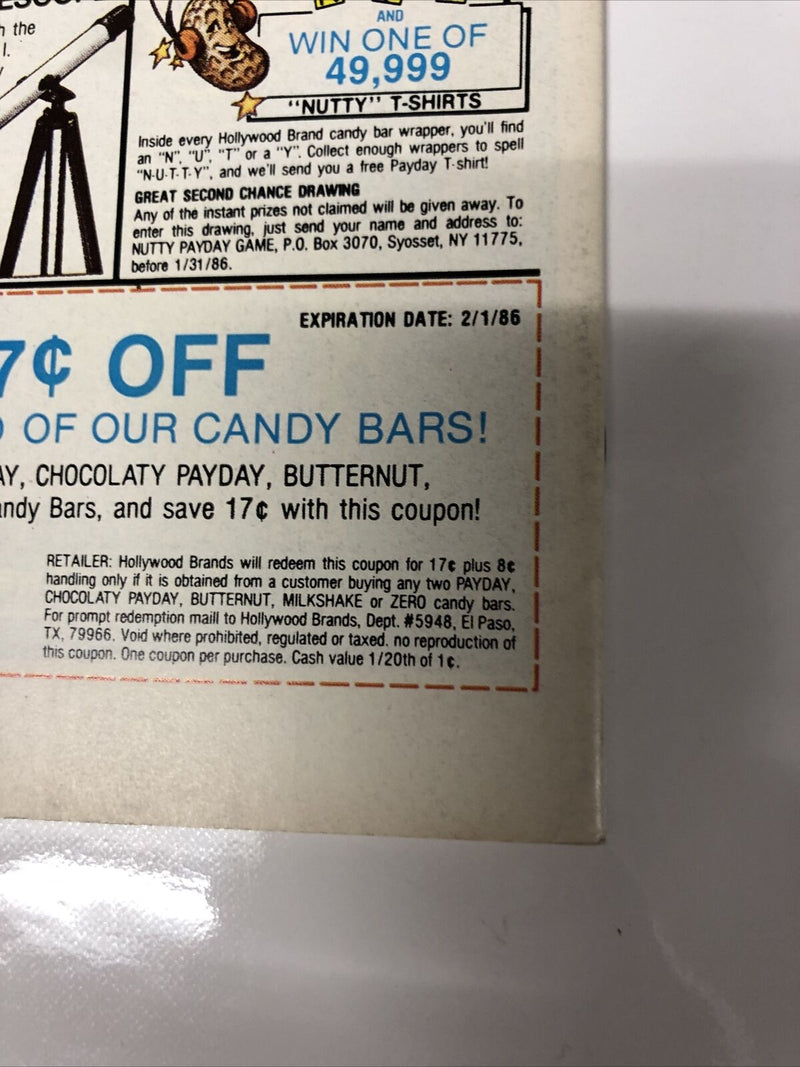 h the
l.
AND
WIN ONE OF
49,999
"NUTTY" T-SHIRTS
Inside every Hollywood Brand candy bar wrapper, you'll find
an "N", "U", "T" or a "Y". Collect enough wrappers to spell
"N-U-T-T-Y", and we'll send you a free Payday T-shirt!
GREAT SECOND CHANCE DRAWING
Any of the instant prizes not claimed will be given away. To
enter this drawing, just send your name and address to:
NUTTY PAYDAY GAME, P.O. Box 3070, Syosset, NY 11775,
before 1/31/86.
EXPIRATION DATE: 2/1/86
7¢ OFF
OF OUR CANDY BARS!
AY, CHOCOLATY PAYDAY, BUTTERNUT,
andy Bars, and save 17¢ with this coupon!
RETAILER: Hollywood Brands will redeem this coupon for 17¢ plus 8¢
handling only if it is obtained from a customer buying any two PAYDAY,
CHOCOLATY PAYDAY, BUTTERNUT, MILKSHAKE or ZERO candy bars.
For prompt redemption maill to Hollywood Brands, Dept. #5948, El Paso,
TX, 79966. Void where prohibited, regulated or taxed. no reproduction of
this coupon. One coupon per purchase. Cash value 1/20th of 1¢.